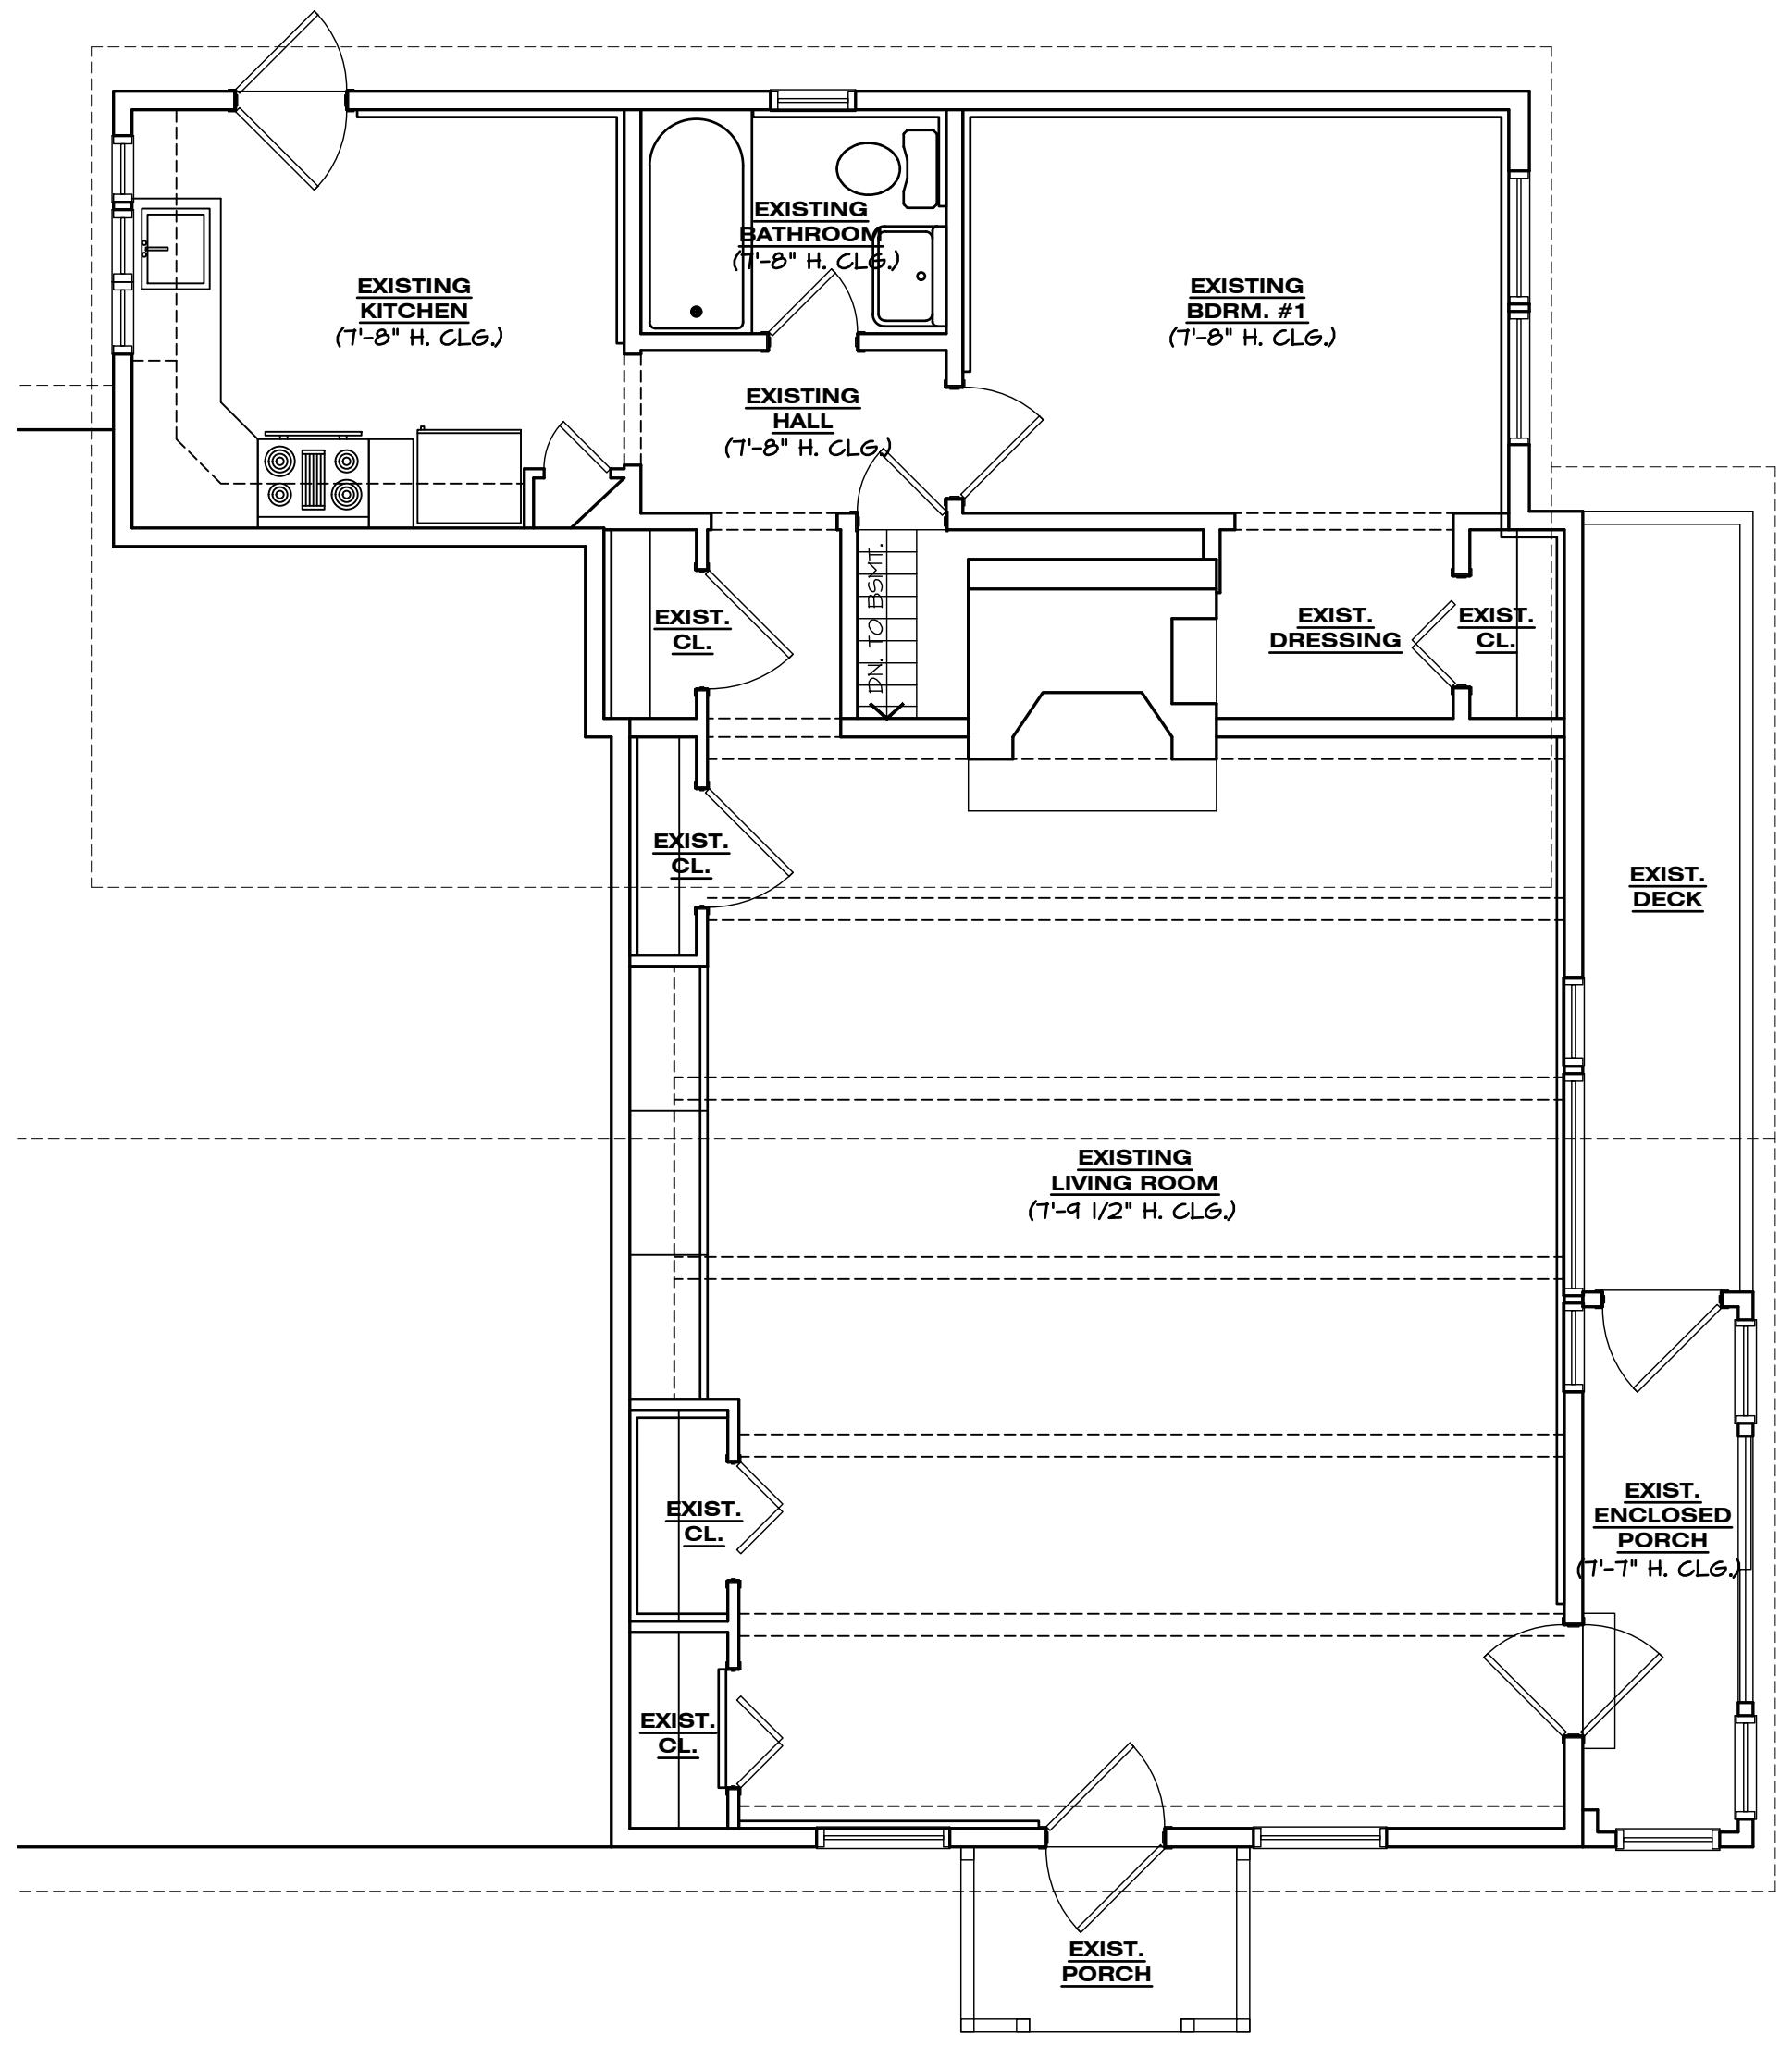 EXISTING
BATHROOM
(7'-8" H. CLG.)
EXISTING
KITCHEN
(7'-8" H. CLG.)
EXISTING
BDRM. #1
(7'-8" H. CLG.)
EXISTING
HALL
(7'-8" H. CLG.)
EXIST.
CL.
DN. TO BSMT.
EXIST.
DRESSING
EXIST.
CL.
EXIST.
CL.
EXIST.
DECK
EXISTING
LIVING ROOM
(7'-9 1/2" H. CLG.)
EXIST.
CL.
EXIST.
ENCLOSED
PORCH
(7'-7" H. CLG.)
EXIST.
CL.
EXIST.
PORCH